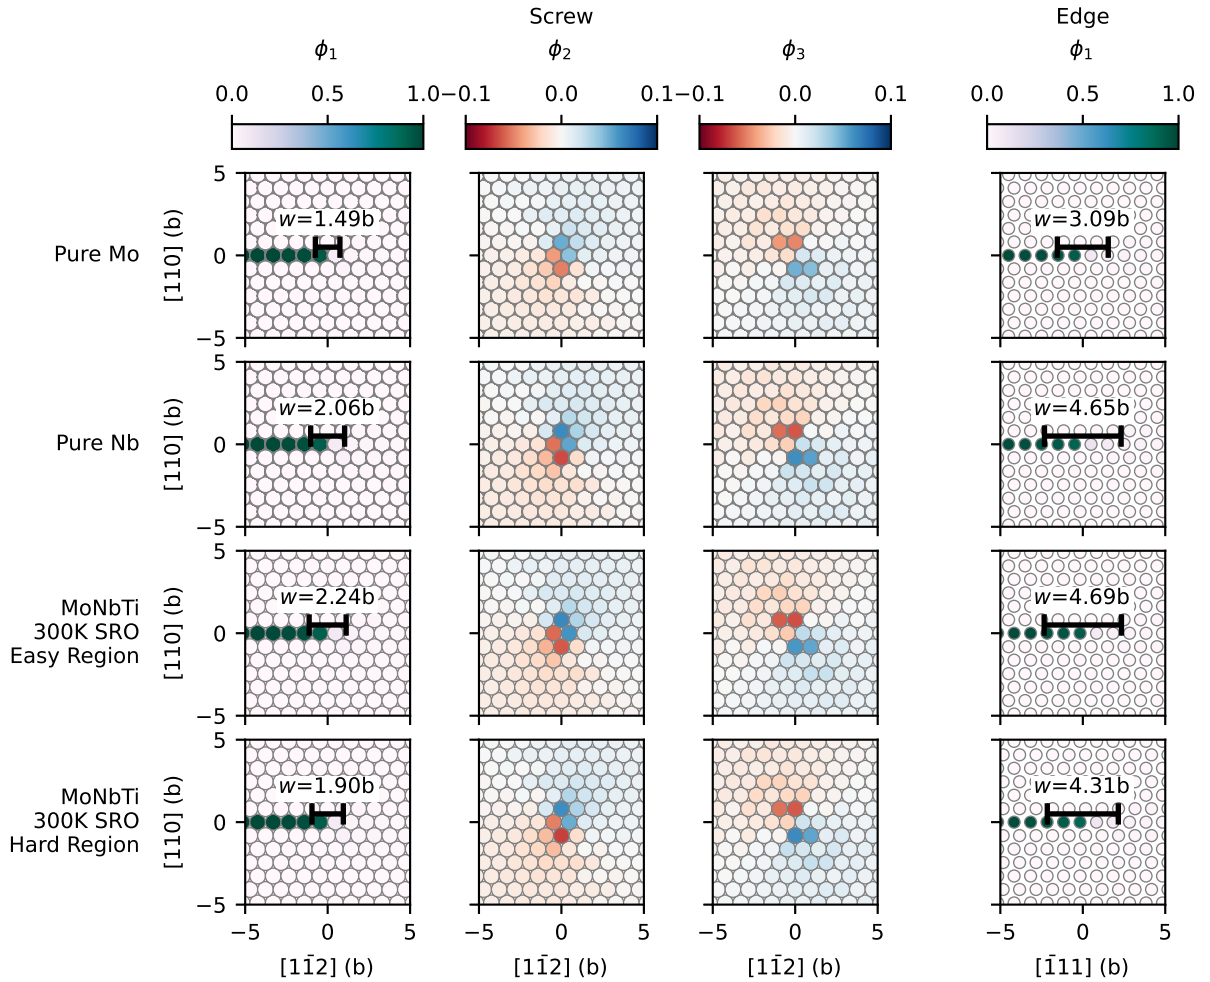 Screw Edge
ϕ1 ϕ2 ϕ3 ϕ1
0.0 0.5 1.0 −0.1 0.0 0.1 −0.1 0.0 0.1 0.0 0.5 1.0
Pure Mo
[110] (b)
5
0
−5
w=1.49b
w=3.09b
Pure Nb
[110] (b)
5
0
−5
w=2.06b
w=4.65b
MoNbTi
300K SRO
Easy Region
[110] (b)
5
0
−5
w=2.24b
w=4.69b
MoNbTi
300K SRO
Hard Region
[110] (b)
5
0
−5
w=1.90b
w=4.31b
−5 0 5 −5 0 5 −5 0 5 −5 0 5
[11̄2] (b) [11̄2] (b) [11̄2] (b) [1̄11] (b)